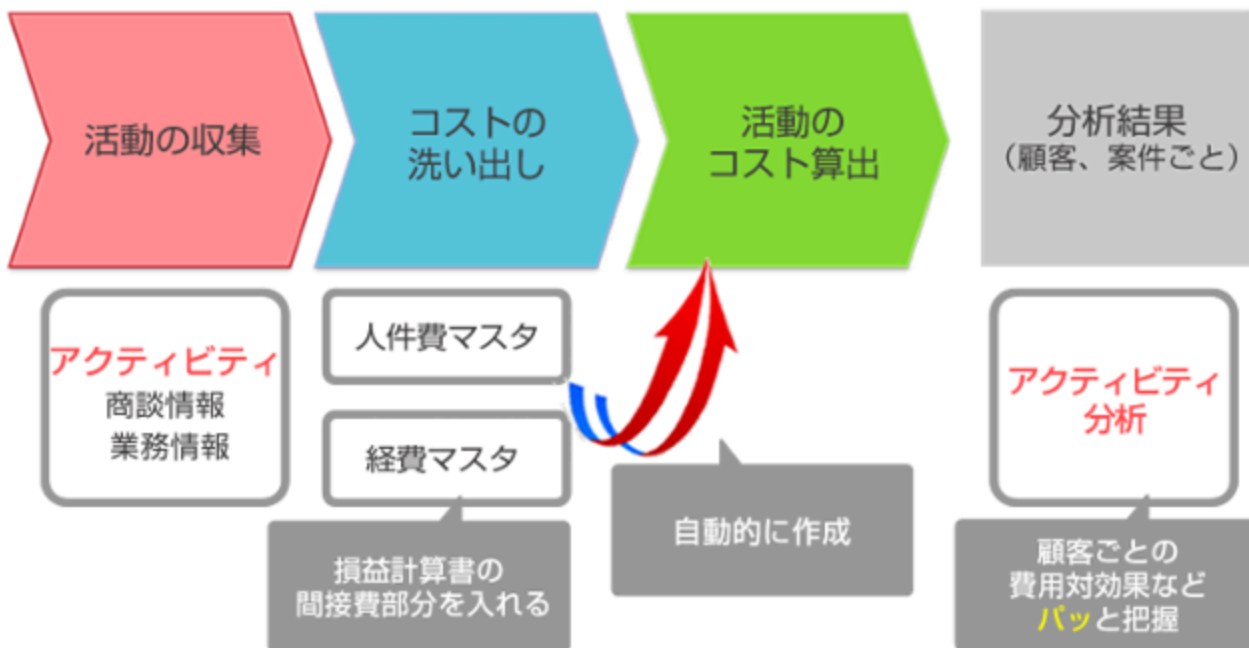 活動の収集
コストの
洗い出し
活動の
コスト算出
分析結果
（顧客、案件ごと）
アクティビティ
商談情報
業務情報
人件費マスタ
経費マスタ
損益計算書の
間接費部分を入れる
自動的に作成
アクティビティ
分析
顧客ごとの
費用対効果など
パッと把握